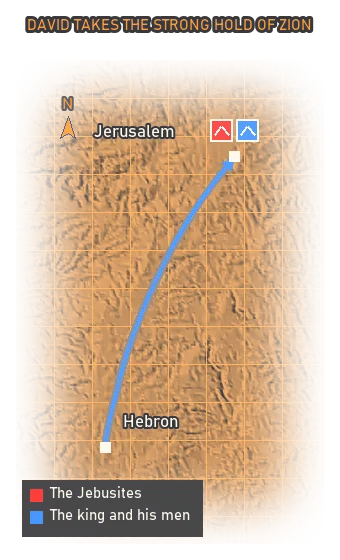 DAVID TAKES THE STRONG HOLD OF ZION
N
Jerusalem
Hebron
The Jebusites
The king and his men